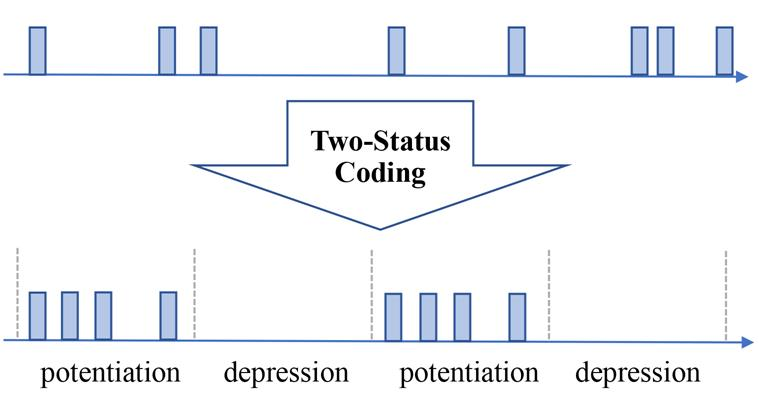 Two-Status
Coding
potentiation depression potentiation depression